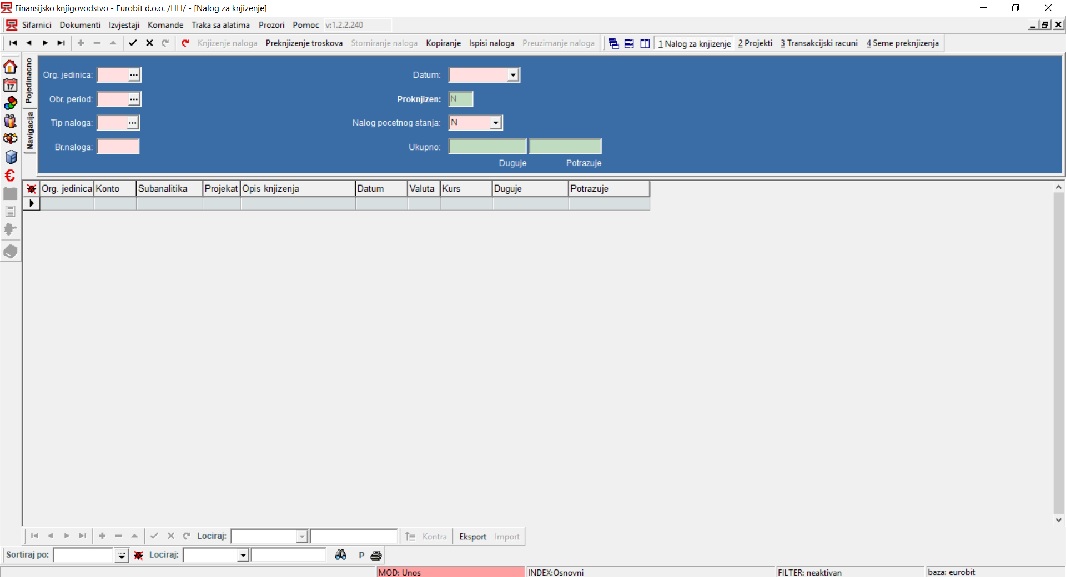 Finansijsko knjigovodstvo - Eurobit d.o.o. /HH/ - [Nalog za knjizenje]
Sifarnici Dokumenti Izvjestaji Komande Traka sa alatima Prozori Pomoc v:1.2.2.240
Knjizenje naloga Preknjizenje troskova Storniranje naloga Kopiranje Ispisi naloga Preuzimanje naloga 1 Nalog za knjizenje 2 Projekti 3 Transakcijski racuni 4 Seme preknjizenja
17
Pojedinacno
Navigacija
Org. jedinica: Datum:
Obr. period: Proknjizen: N
Tip naloga: Nalog pocetnog stanja: N
Br.naloga: Ukupno:
Duguje Potrazuje
Org. jedinica Konto Subanalitika Projekat Opis knjizenja Datum Valuta Kurs Duguje Potrazuje
Lociraj: Kontra Eksport Import
Sortiraj po: Lociraj: P
MOD: Unos INDEX:Osnovni FILTER: neaktivan baza: eurobit